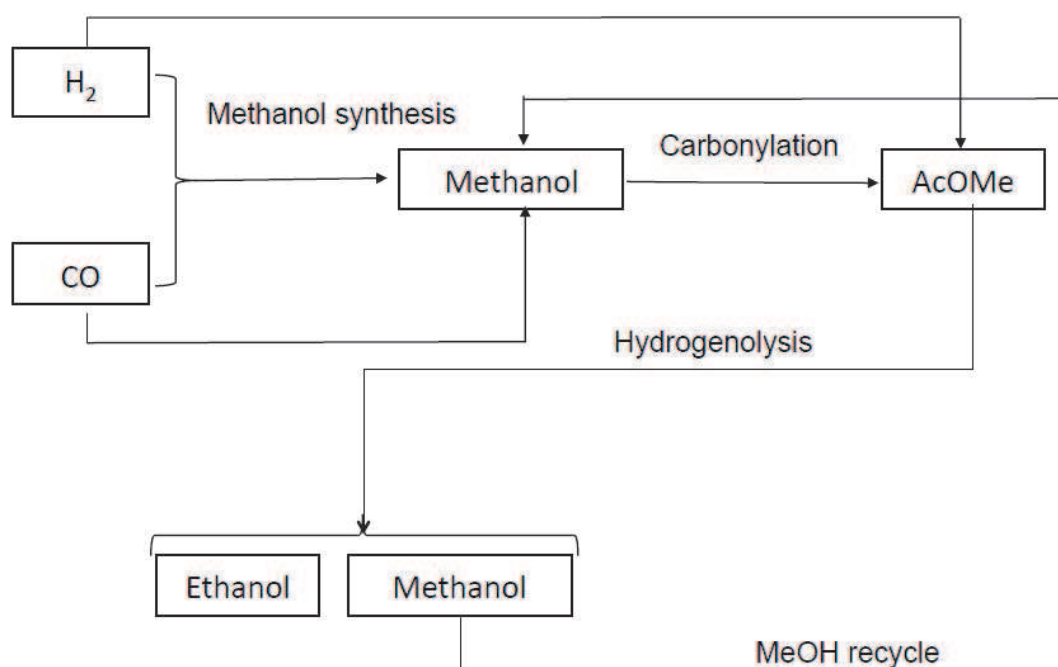 H₂
Methanol synthesis
Carbonylation
Methanol
AcOMe
CO
Hydrogenolysis
Ethanol
Methanol
MeOH recycle